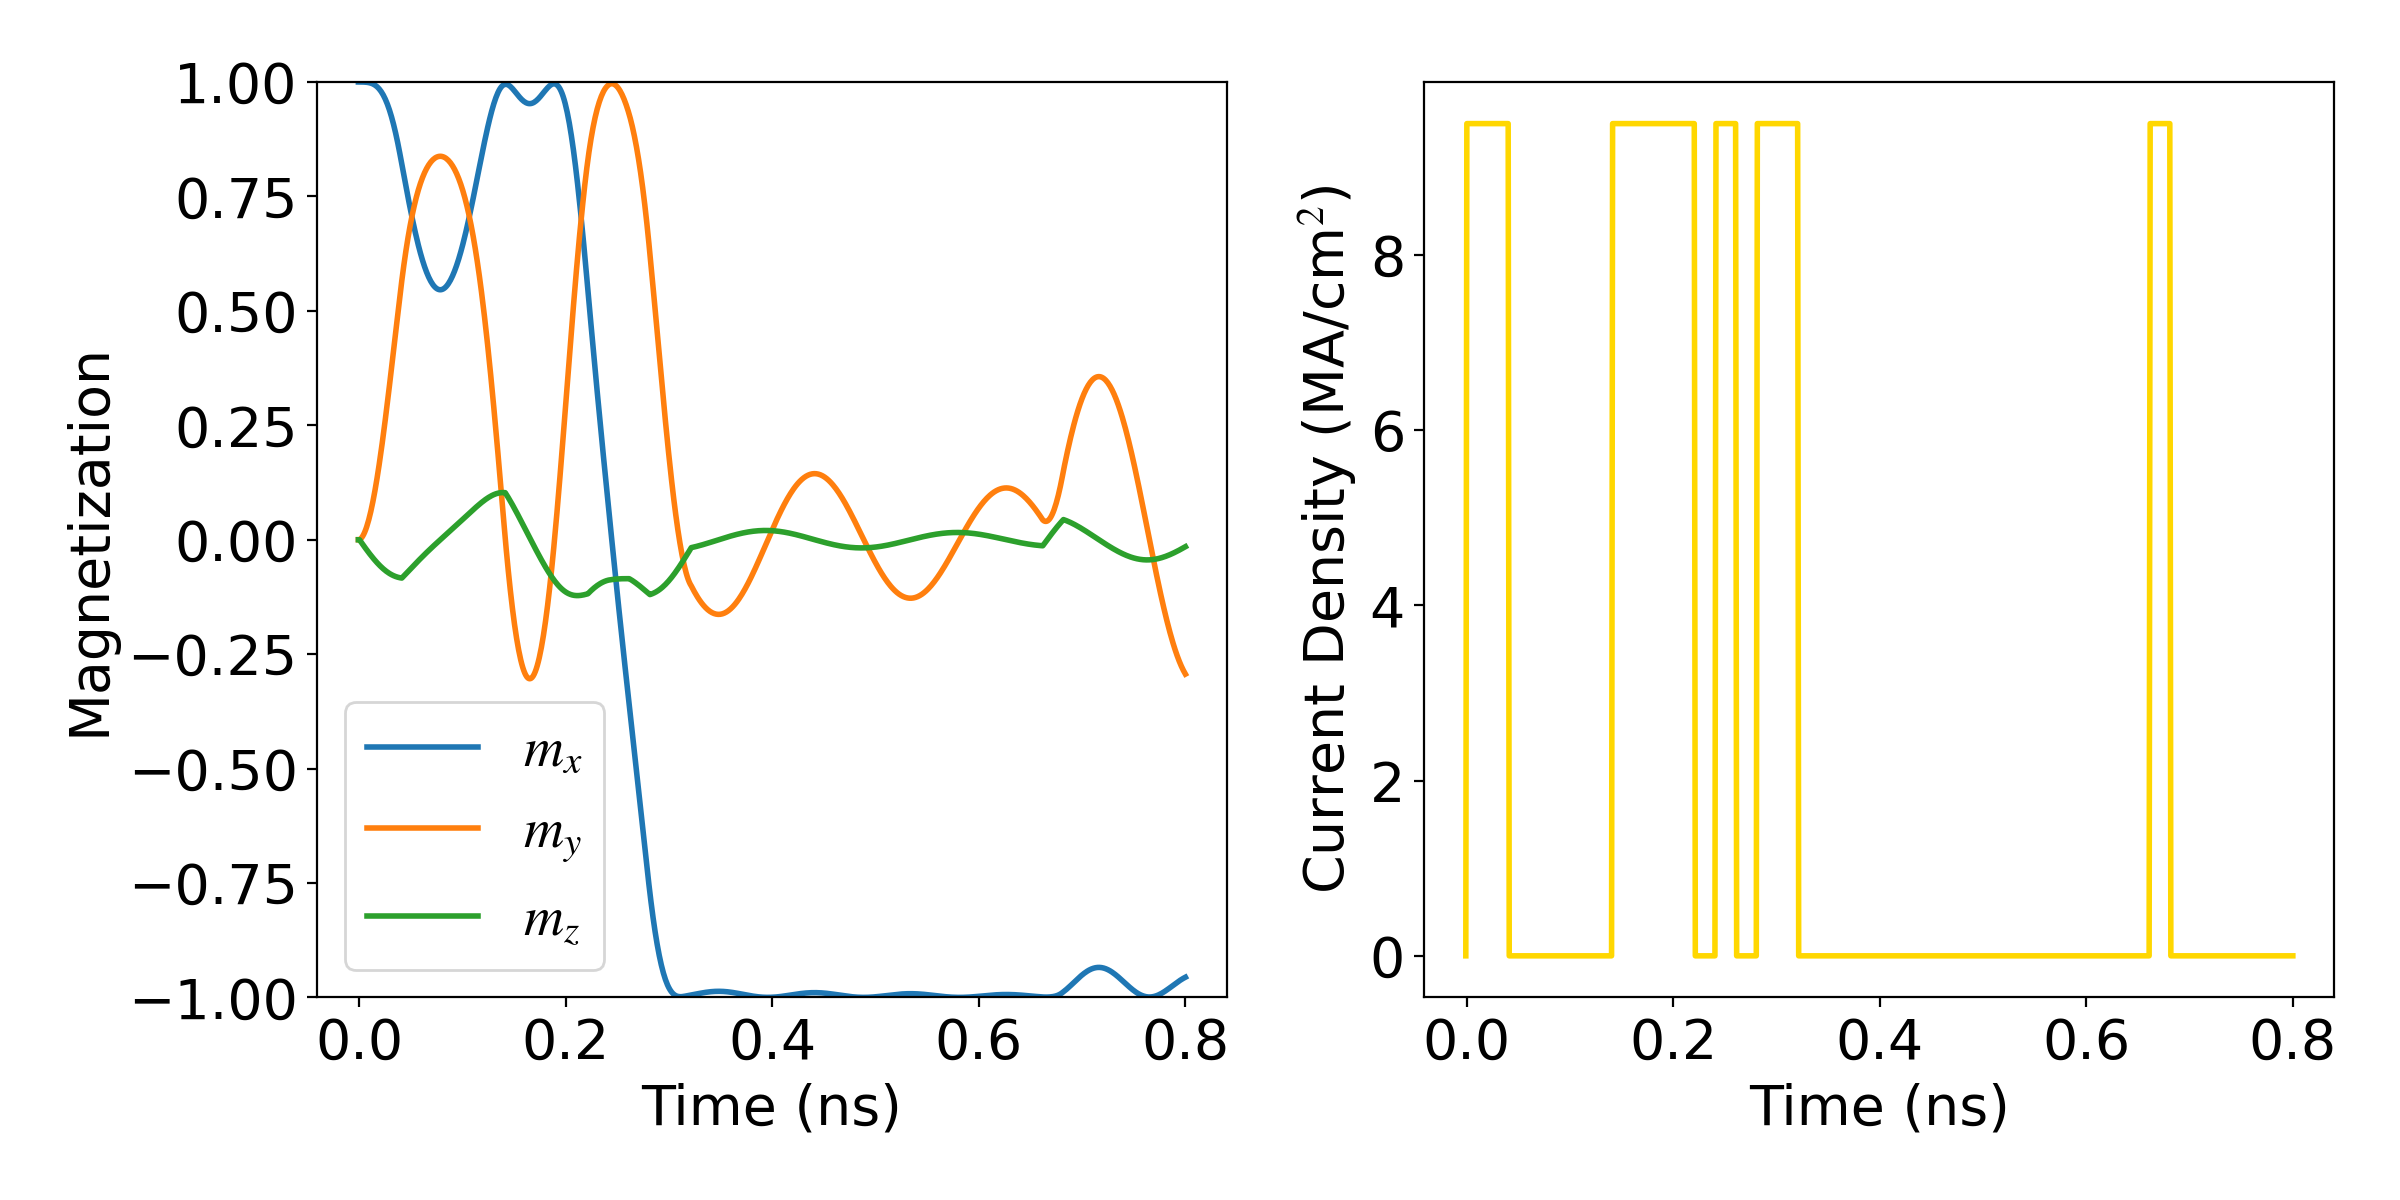 Magnetization
1.00
0.75
0.50
0.25
0.00
−0.25
−0.50
−0.75
−1.00
m_x
m_y
m_z
0.0 0.2 0.4 0.6 0.8
Time (ns)
Current Density (MA/cm²)
8
6
4
2
0
0.0 0.2 0.4 0.6 0.8
Time (ns)